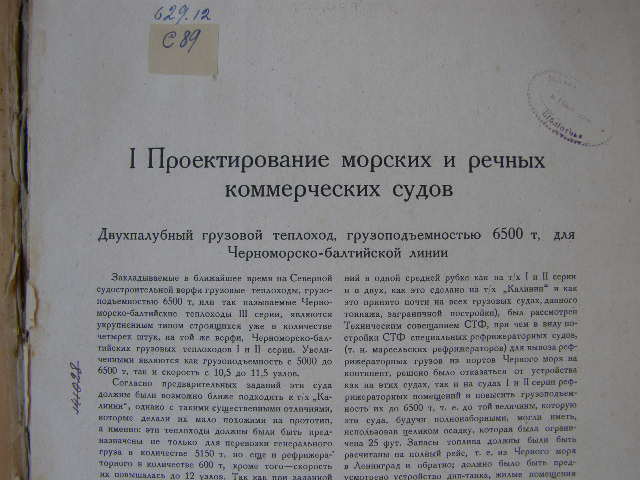 629.12
С 89
I Проектирование морских и речных
коммерческих судов
Двухпалубный грузовой теплоход, грузоподъемностью 6500 т, для
Черноморско-балтийской линии
Закладываемые в ближайшее время на Северной
судостроительной верфи грузовые теплоходы, грузо-
подъемностью 6500 т, или так называемые Черно-
морско-балтийские теплоходы III серии, являются
укрупненным типом строящихся уже в количестве
четырех штук, на той же верфи, Черноморско-бал-
тийских грузовых теплоходов I и II серии. Увели-
ченными являются как грузоподъемность с 5000 до
6500 т, так и скорость с 10,5 до 11,5 узлов.
Согласно предварительных заданий эти суда
должны были возможно ближе подходить к т/х „Ка-
линин", однако с такими существенными отличиями,
которые делали их мало похожими на прототип,
а именно: эти теплоходы должны были быть пред-
назначены не только для перевозки генерального
груза в количестве 5150 т, но еще и рефрижера-
торного в количестве 600 т, кроме того—скорость
их повышалась до 12 узлов. Так как при заданной
ний в одной средней рубке как на т/х I и II серии
и в двух, как это сделано на т/х „Калинин" и как
это принято почти на всех грузовых судах, данного
тоннажа, заграничной постройки), был рассмотрен
Техническим совещанием СТФ, при чем в виду по-
стройки СТФ специальных рефрижераторных судов,
(т. н. марсельских рефрижераторов) для вывоза реф-
рижераторных грузов из портов Черного моря на
континент, решено было отказаться от устройства
как на этих судах, так и на судах I и II серии реф-
рижераторных помещений и повысить грузоподъем-
ность их до 6500 т, т. е. до той величины, которую
эти суда, будучи полнонаборными, могли иметь,
использовав целиком осадку, которая была ограни-
чена 25 фут. Запасы топлива должны были быть
расчитаны на полный рейс, т. е. из Черного моря
в Ленинград и обратно; должно было быть пред-
усмотрено устройство дип-танка, жилые помещения